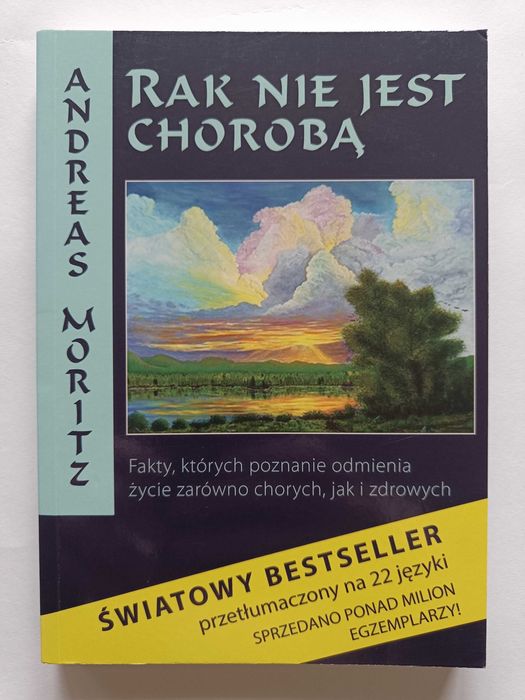 ANDREAS MORITZ
RAK NIE JEST
CHOROBĄ
Fakty, których poznanie odmienia
życie zarówno chorych, jak i zdrowych
ŚWIATOWY BESTSELLER
przetłumaczony na 22 języki
SPRZEDANO PONAD MILION
EGZEMPLARZY!